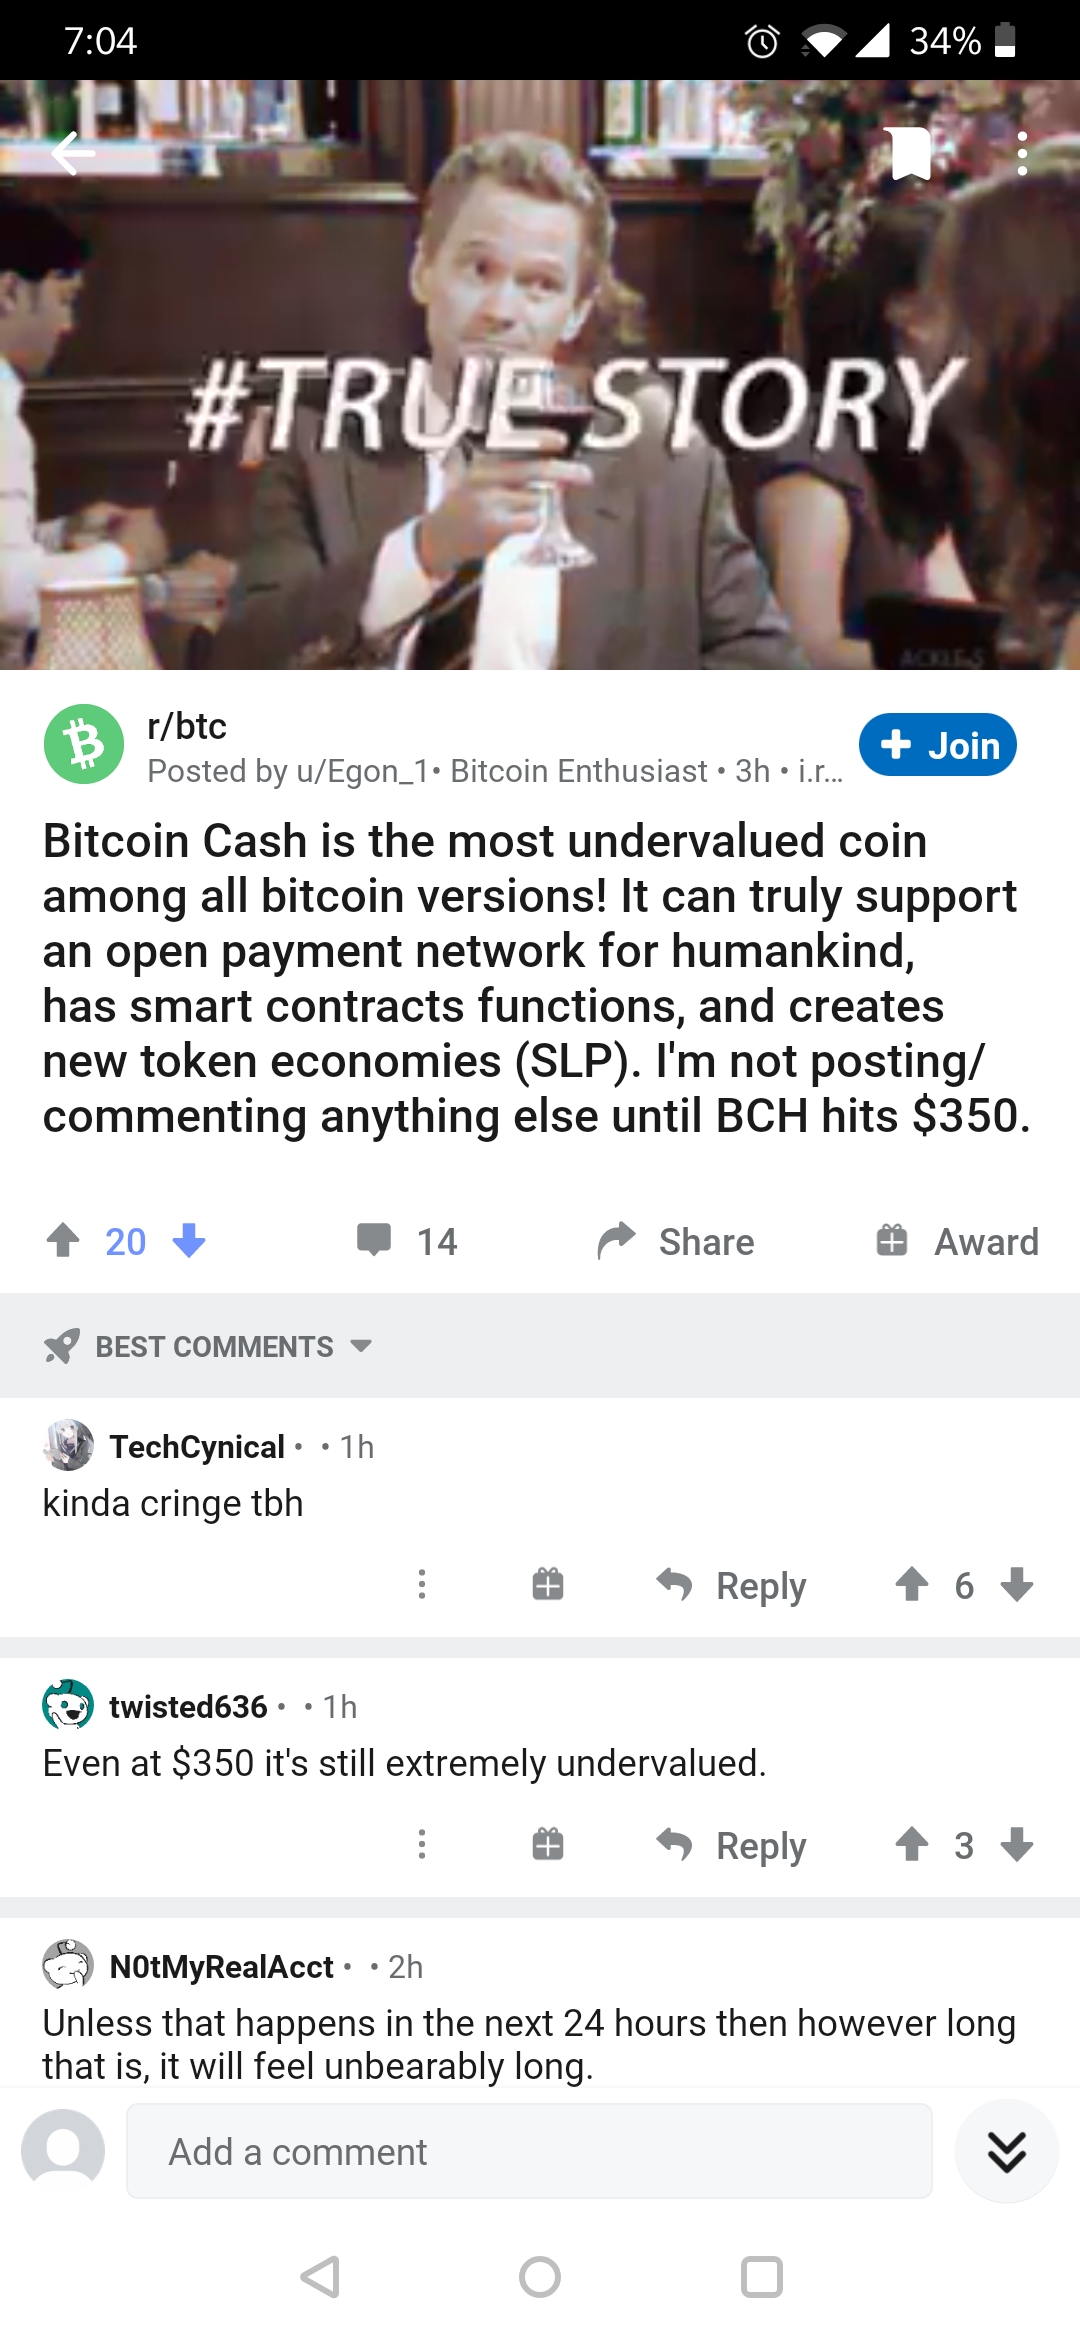 7:04
34%
#TRUE STORY
ACKLES
r/btc
Posted by u/Egon_1• Bitcoin Enthusiast • 3h • i.r...
+ Join
Bitcoin Cash is the most undervalued coin
among all bitcoin versions! It can truly support
an open payment network for humankind,
has smart contracts functions, and creates
new token economies (SLP). I'm not posting/
commenting anything else until BCH hits $350.
20
14
Share
Award
BEST COMMENTS
TechCynical • • 1h
kinda cringe tbh
Reply
6
twisted636 • • 1h
Even at $350 it's still extremely undervalued.
Reply
3
N0tMyRealAcct • • 2h
Unless that happens in the next 24 hours then however long
that is, it will feel unbearably long.
Add a comment